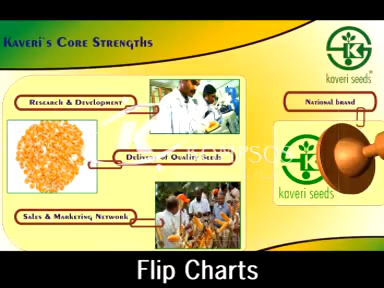 Kaveri's Core Strengths
kaveri seeds
Research & Development
National brand
Delivery of Quality Seeds
kaveri seeds
Sales & Marketing Network
Flip Charts